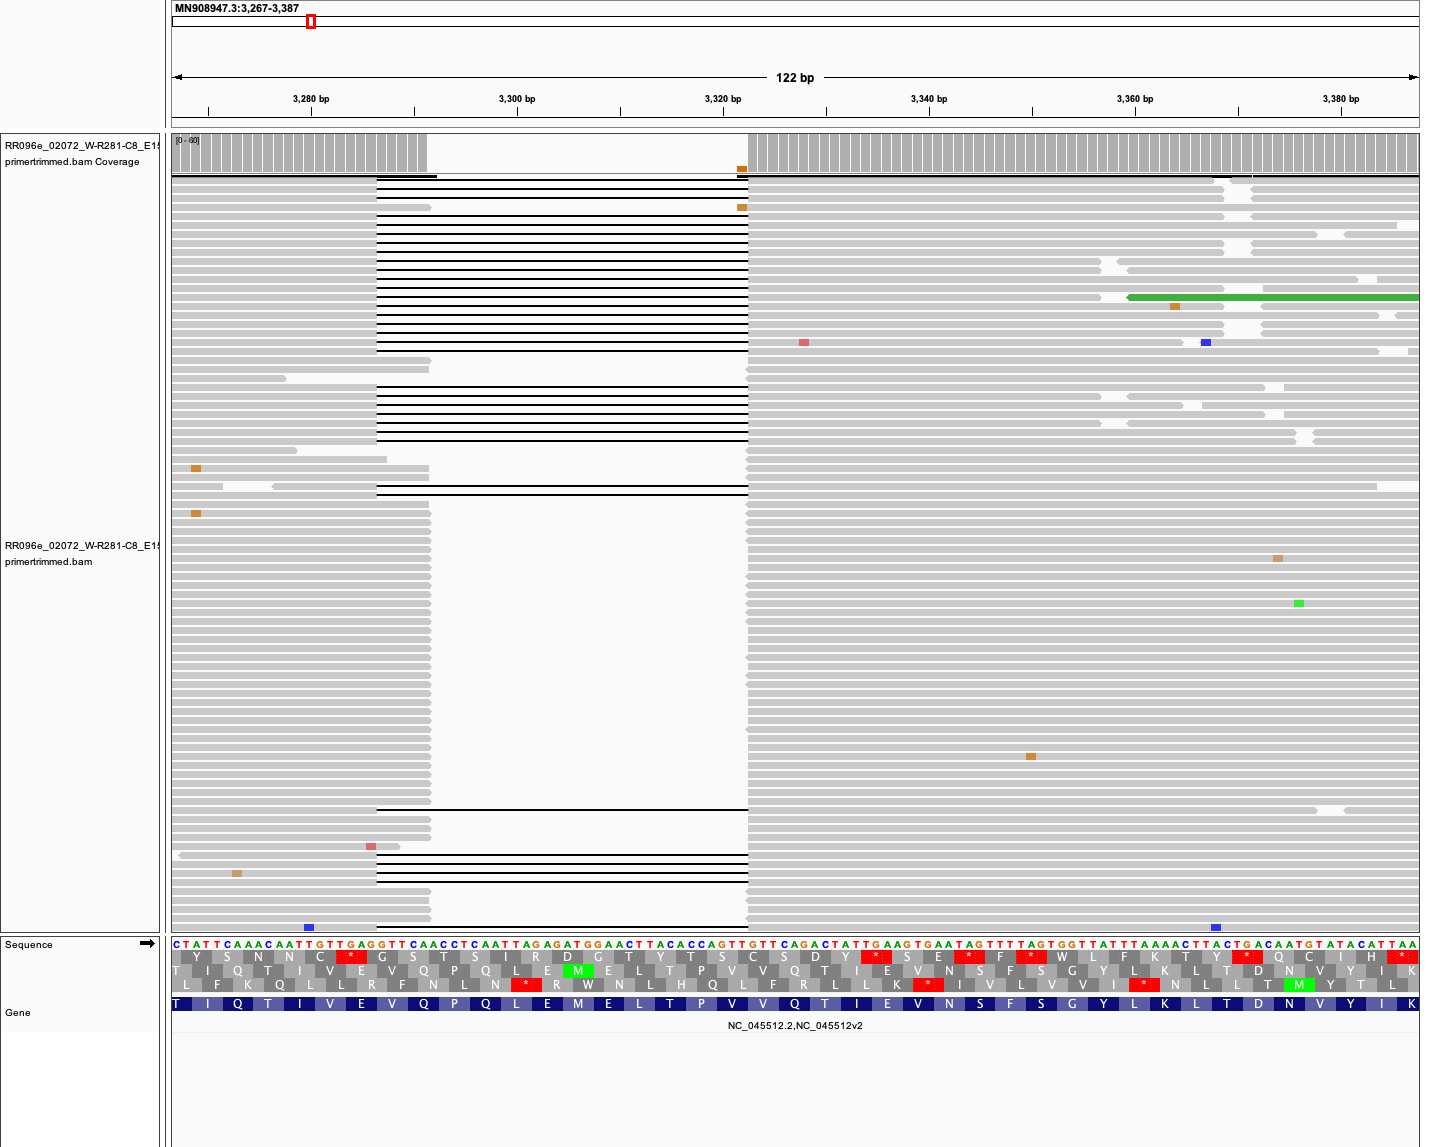 MN908947.3:3,267-3,387
122 bp
3,280 bp 3,300 bp 3,320 bp 3,340 bp 3,360 bp 3,380 bp
RR096e_02072_W-R281-C8_E15
primertrimmed.bam Coverage
[0 - 60]
RR096e_02072_W-R281-C8_E15
primertrimmed.bam
Sequence
CTATTCAAACAATTGTTGAGGTTCAACCTCAATTAGAGATGGAACTTACACCAGTTGTTCAGACTATTGAAGTGAATAGTTTTAGTGGTTATTTAAAACTTACTGACAATGTATACATTAA
Y S N N C * G S T S I R D G T Y T S C S D Y * S E * F * W L F K T Y * Q C I H *
T I Q T I V E V Q P Q L E M E L T P V V Q T I E V N S F S G Y L K L T D N V Y I K
L F K Q L L R F N L N * R W N L H Q L F R L L K * I V L V V I * N L L T M Y T L
Gene
T I Q T I V E V Q P Q L E M E L T P V V Q T I E V N S F S G Y L K L T D N V Y I K
NC_045512.2,NC_045512v2